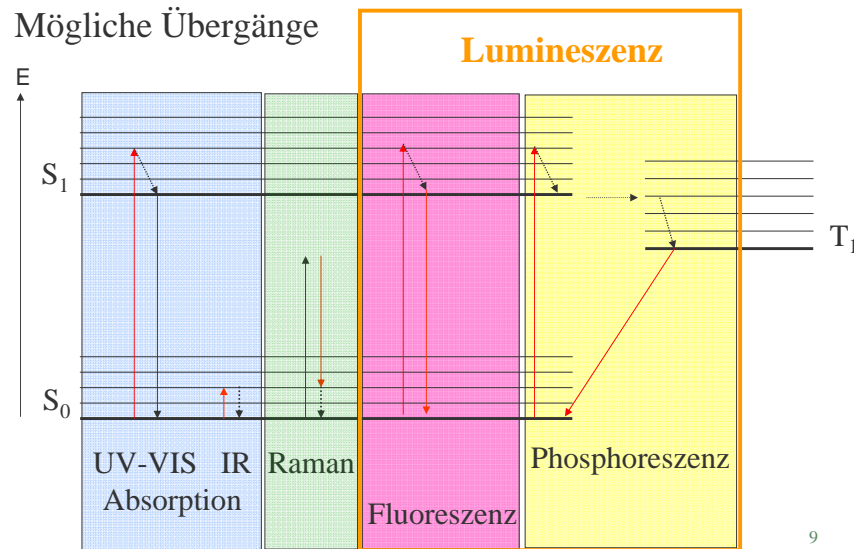 Mögliche Übergänge
Lumineszenz
E
S₁
T₁
S₀
UV-VIS IR
Absorption
Raman
Fluoreszenz
Phosphoreszenz
9